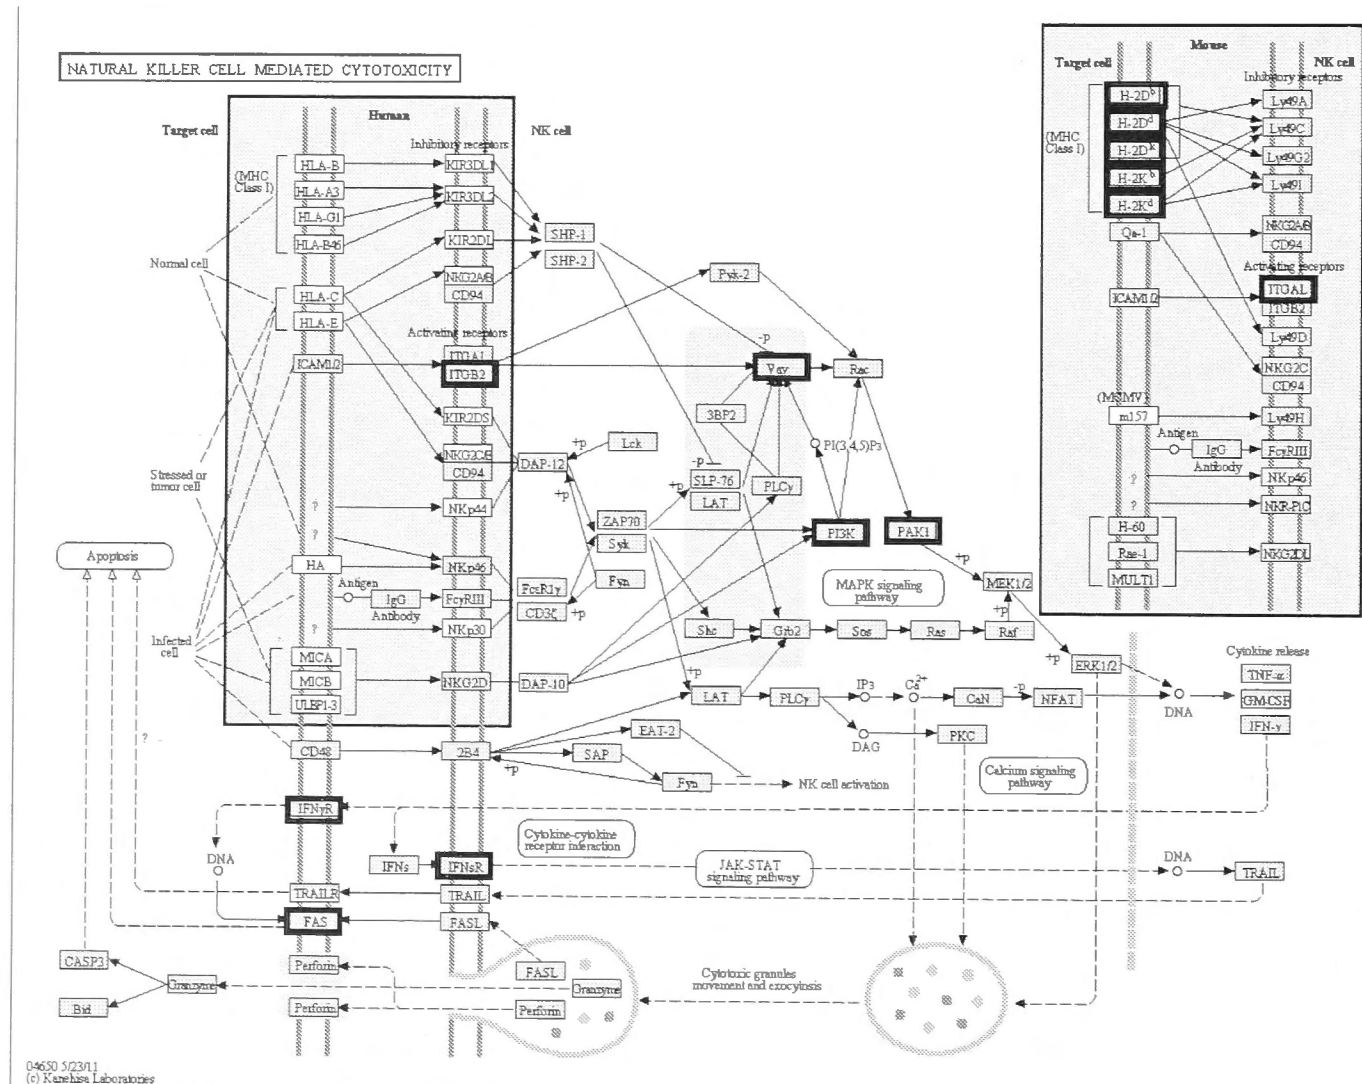 NATURAL KILLER CELL MEDIATED CYTOTOXICITY
Target cell
Human
NK cell
Inhibitory receptors
(MHC
Class I)
HLA-B
HLA-A3
HLA-G1
HLA-B46
HLA-C
HLA-E
ICAM1/2
KIR3DL1
KIR3DL2
KIR2DL
NKG2A/B
CD94
Activating receptors
ITGAL
ITGB2
KIR2DS
NKG2C/E
CD94
NKp44
NKp46
FcγRIII
NKp30
NKG2D
Normal cell
Stressed or
tumor cell
Infected
cell
?
?
HA
Antigen
IgG
Antibody
?
MICA
MICB
ULBP1-3
SHP-1
SHP-2
Pyk-2
-p
Vav
Rac
3BP2
PI(3,4,5)P3
+p
Lck
DAP-12
+p
-p
SLP-76
LAT
+p
PLCγ
ZAP70
Syk
Fyn
FcεR1γ
CD3ζ
+p
PI3K
PAK1
+p
MEK1/2
+p
MAPK signaling
pathway
Shc
Grb2
Sos
Ras
Raf
+p
ERK1/2
DAP-10
+p
LAT
PLCγ
IP3
Ca2+
CaN
-p
NFAT
DNA
Cytokine release
TNF-α
GM-CSF
IFN-γ
DAG
PKC
Calcium signaling
pathway
CD48
2B4
+p
EAT-2
SAP
Fyn
NK cell activation
Apoptosis
?
IFNγR
DNA
IFNs
IFNsR
Cytokine-cytokine
receptor interaction
JAK-STAT
signaling pathway
DNA
TRAIL
TRAILR
TRAIL
FAS
FASL
CASP3
Bid
Granzyme
Perforin
Perforin
FASL
Granzyme
Perforin
Cytotoxic granules
movement and exocytosis
Mouse
Target cell
NK cell
Inhibitory receptors
(MHC
Class I)
H-2Db
H-2Dd
H-2Dk
H-2Kb
H-2Kd
Qa-1
ICAM1/2
Ly49A
Ly49C
Ly49G2
Ly49I
NKG2A/B
CD94
Activating receptors
ITGAL
ITGB2
Ly49D
NKG2C
CD94
(MCMV)
m157
Ly49H
Antigen
IgG
Antibody
FcγRIII
?
NKp46
?
NKR-P1C
H-60
Rae-1
MULT1
NKG2DL
04650 5/23/11
(c) Kanehisa Laboratories